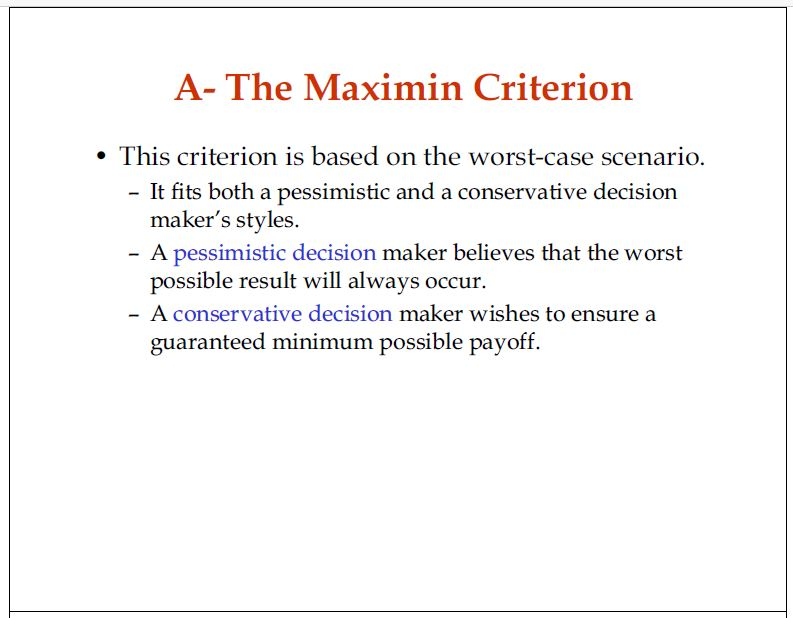 A- The Maximin Criterion
• This criterion is based on the worst-case scenario.
– It fits both a pessimistic and a conservative decision
maker’s styles.
– A pessimistic decision maker believes that the worst
possible result will always occur.
– A conservative decision maker wishes to ensure a
guaranteed minimum possible payoff.